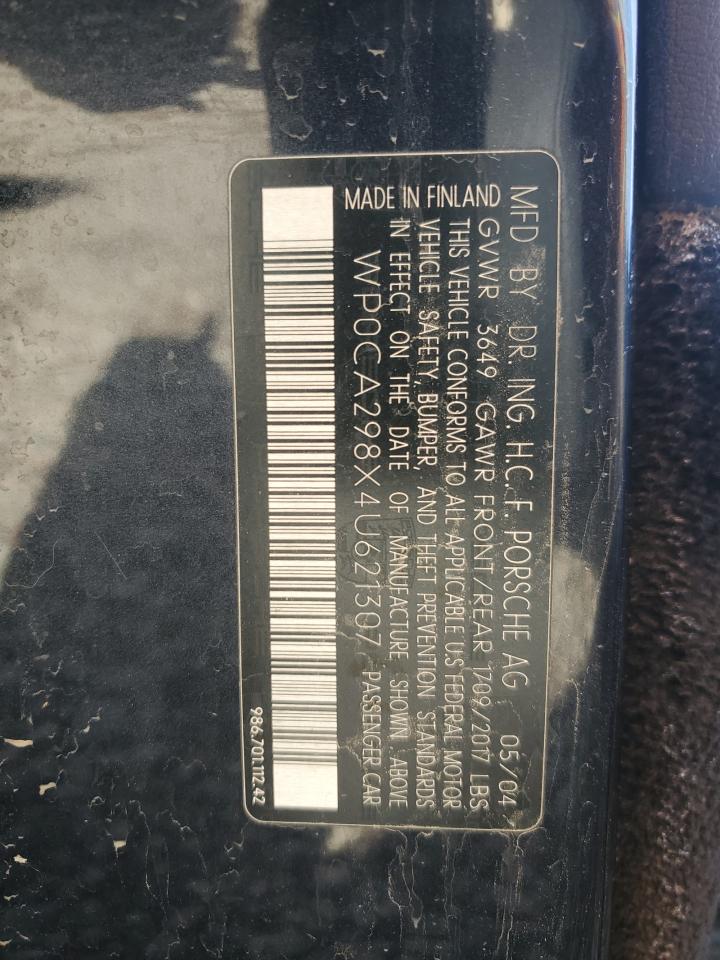 MFD BY DR. ING. H.C. F. PORSCHE AG 05/04
GVWR 3649 GAWR FRONT/REAR 1709/2017 LBS
MADE IN FINLAND
THIS VEHICLE CONFORMS TO ALL APPLICABLE U.S FEDERAL MOTOR
VEHICLE SAFETY, BUMPER, AND THEFT PREVENTION STANDARDS
IN EFFECT ON THE DATE OF MANUFACTURE SHOWN ABOVE
WP0CA298X4U621307 PASSENGER CAR
986.701.112.42